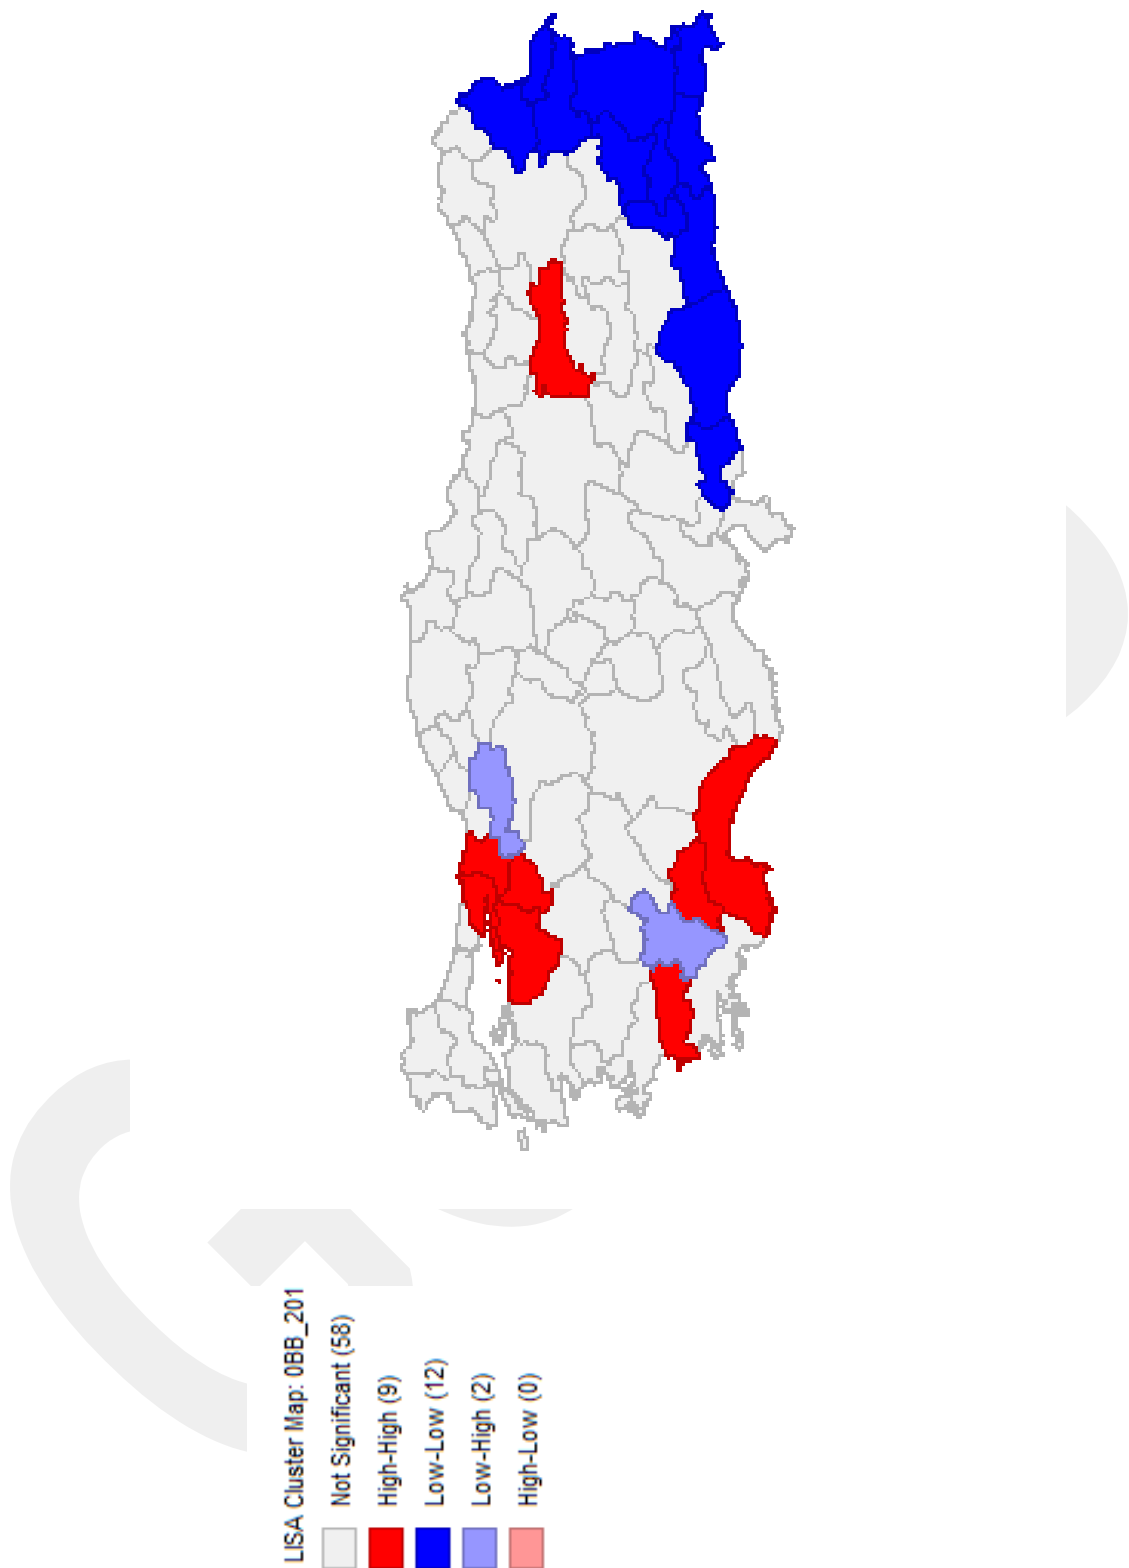 LISA Cluster Map: 0BB_201
Not Significant (58)
High-High (9)
Low-Low (12)
Low-High (2)
High-Low (0)